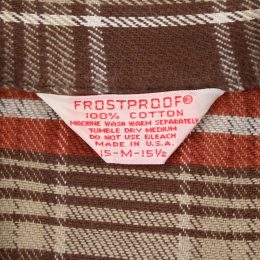 FROSTPROOF®
100% COTTON
MACHINE WASH WARM SEPARATELY
TUMBLE DRY MEDIUM
DO NOT USE BLEACH
MADE IN U.S.A.
15-M-15½